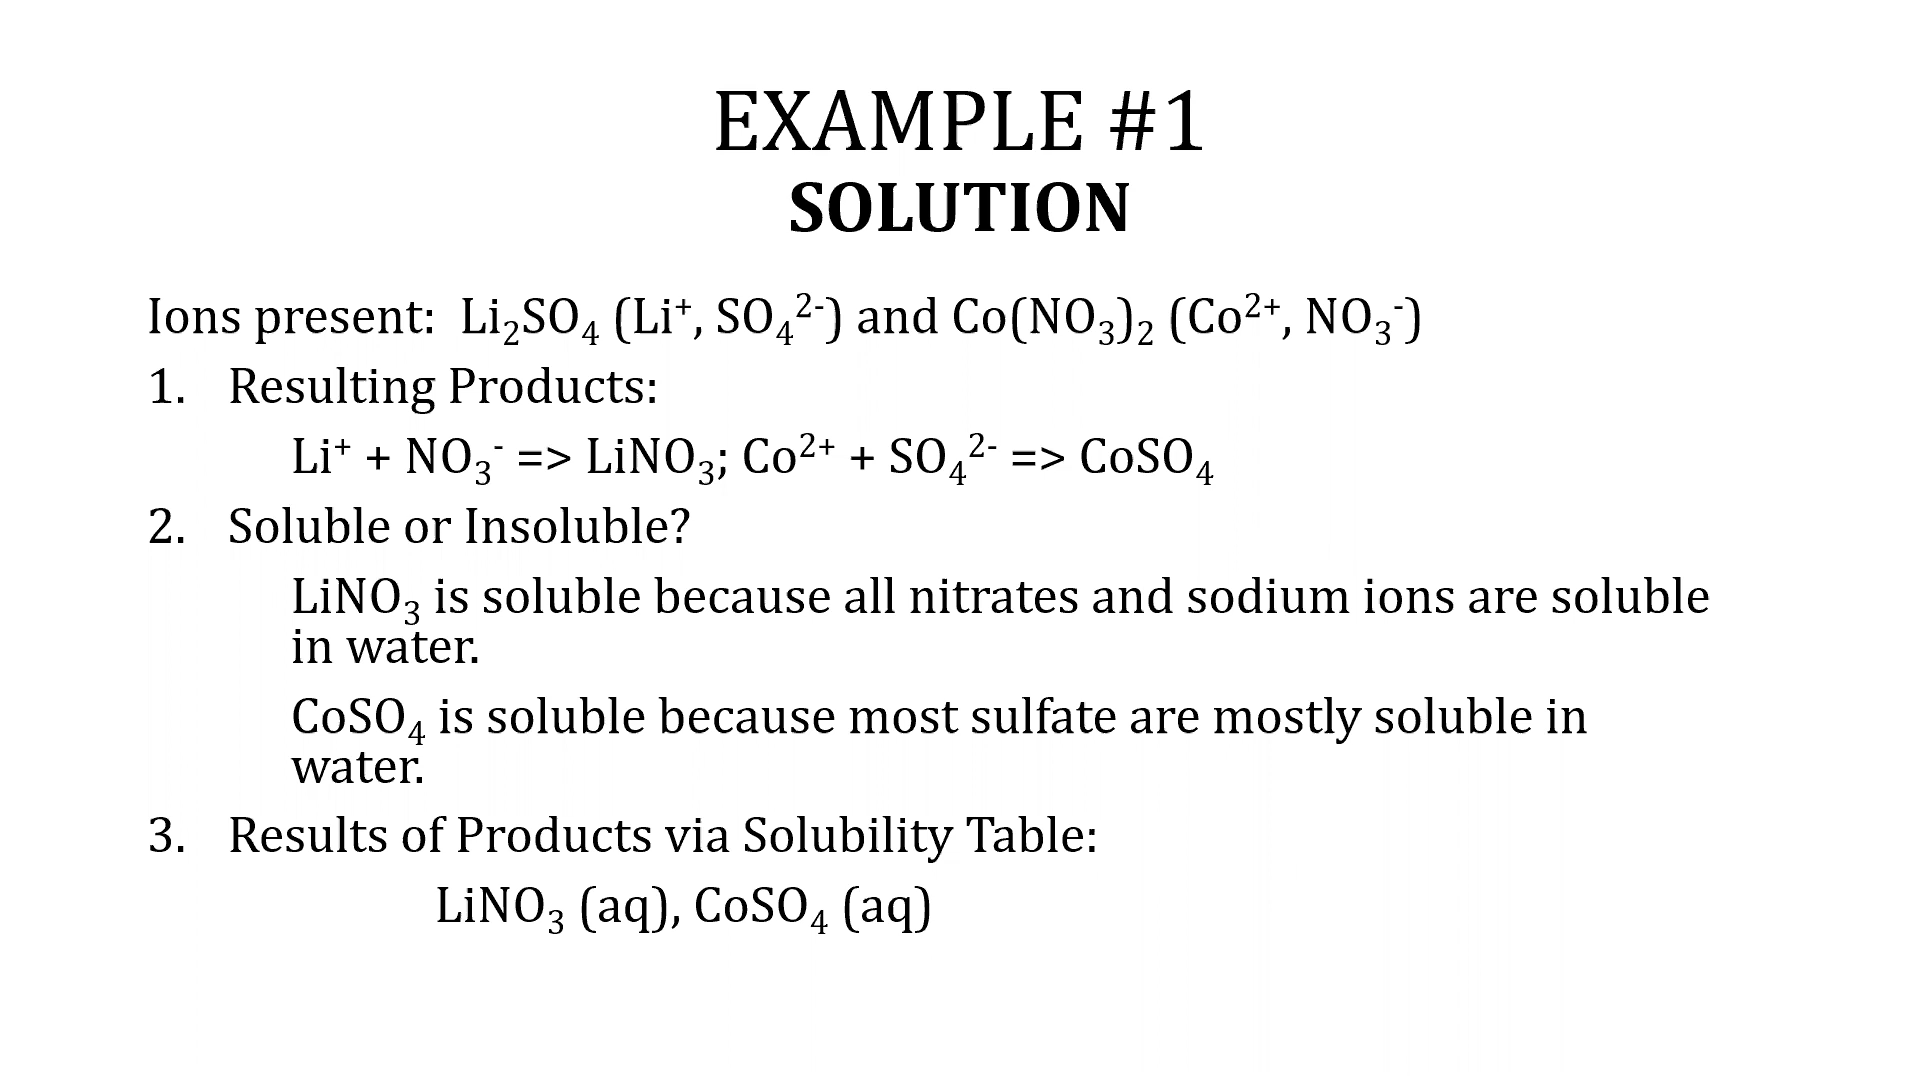 EXAMPLE #1
SOLUTION
Ions present:  Li₂SO₄ (Li⁺, SO₄²⁻) and Co(NO₃)₂ (Co²⁺, NO₃⁻)
1. Resulting Products:
Li⁺ + NO₃⁻ => LiNO₃; Co²⁺ + SO₄²⁻ => CoSO₄
2. Soluble or Insoluble?
LiNO₃ is soluble because all nitrates and sodium ions are soluble
in water.
CoSO₄ is soluble because most sulfate are mostly soluble in
water.
3. Results of Products via Solubility Table:
LiNO₃ (aq), CoSO₄ (aq)